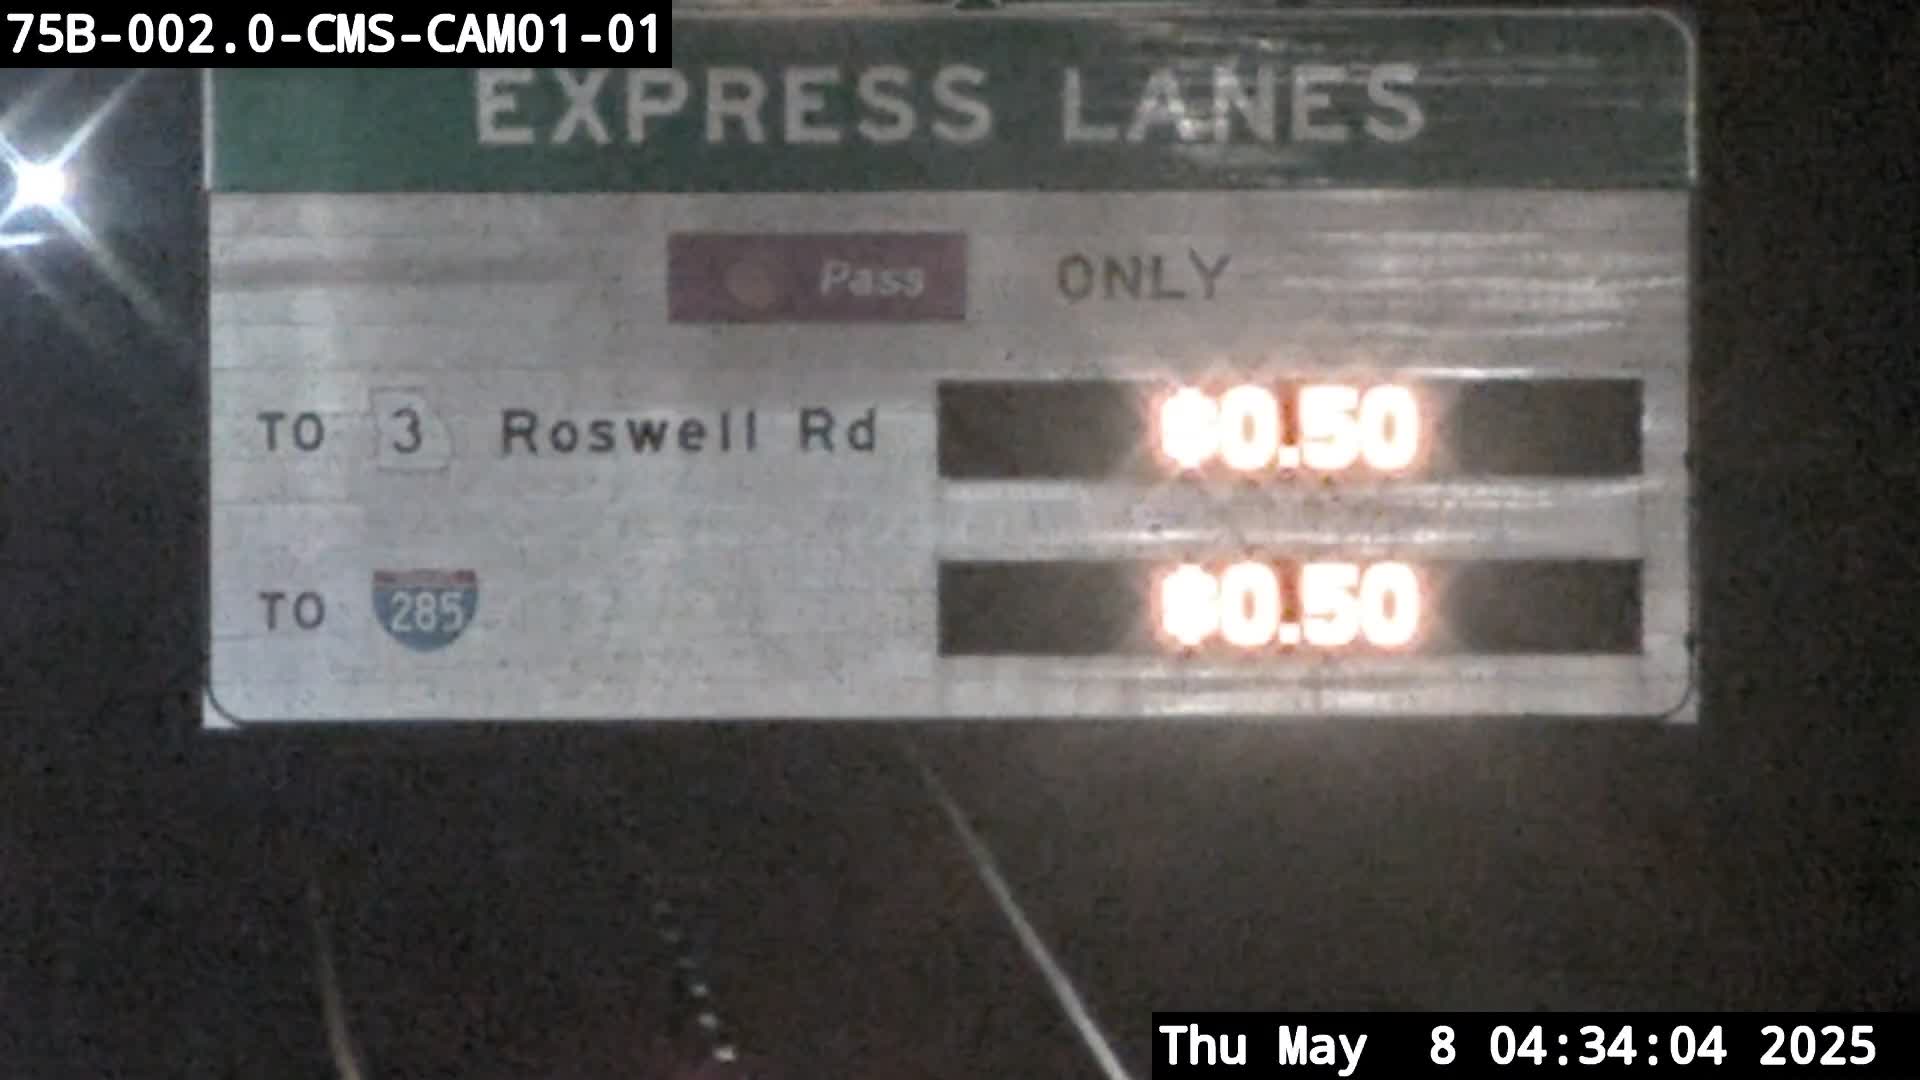 75B-002.0-CMS-CAM01-01
EXPRESS LANES
Pass ONLY
TO 3 Roswell Rd $0.50
TO 285 $0.50
Thu May 8 04:34:04 2025